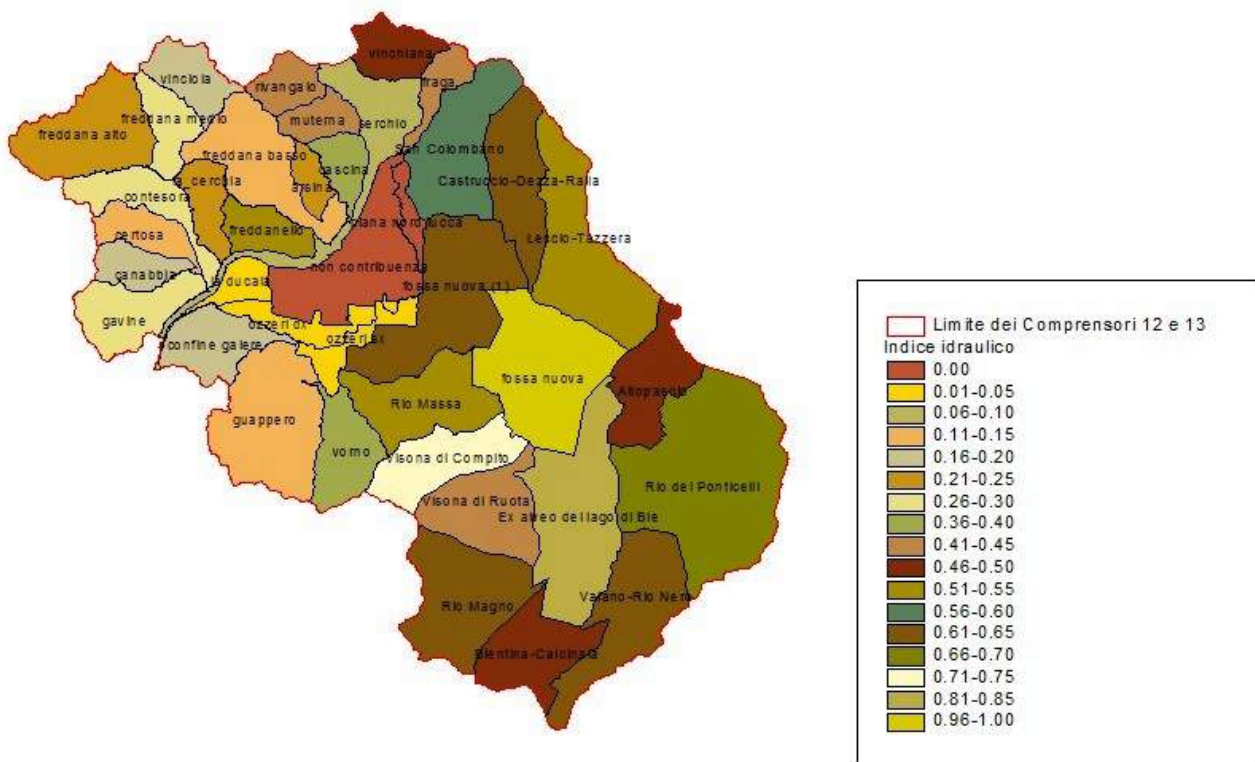 vinchiana
vinciola
rivangaio
fraga
freddana medio
muterna
serchio
freddana alto
freddana basso
San Colombano
cascina
la cerchia
arsina
Castruccio-Dezza-Ralla
contesora
piana nord lucca
freddanello
certosa
Leccio-Tazzera
non contribuenza
canabbia
la ducaia
fossa nuova (1)
gavine
ozzeri dx
ozzeri sx
confine galere
fossa nuova
Altopascio
Rio Massa
guappero
vorno
Visona di Compito
Rio dei Ponticelli
Visona di Ruota
Ex alveo del lago di Bie
Valano-Rio Nero
Rio Magno
Bientina-Calcinaia
Limite dei Comprensori 12 e 13
Indice idraulico
0.00
0.01-0.05
0.06-0.10
0.11-0.15
0.16-0.20
0.21-0.25
0.26-0.30
0.36-0.40
0.41-0.45
0.46-0.50
0.51-0.55
0.56-0.60
0.61-0.65
0.66-0.70
0.71-0.75
0.81-0.85
0.96-1.00